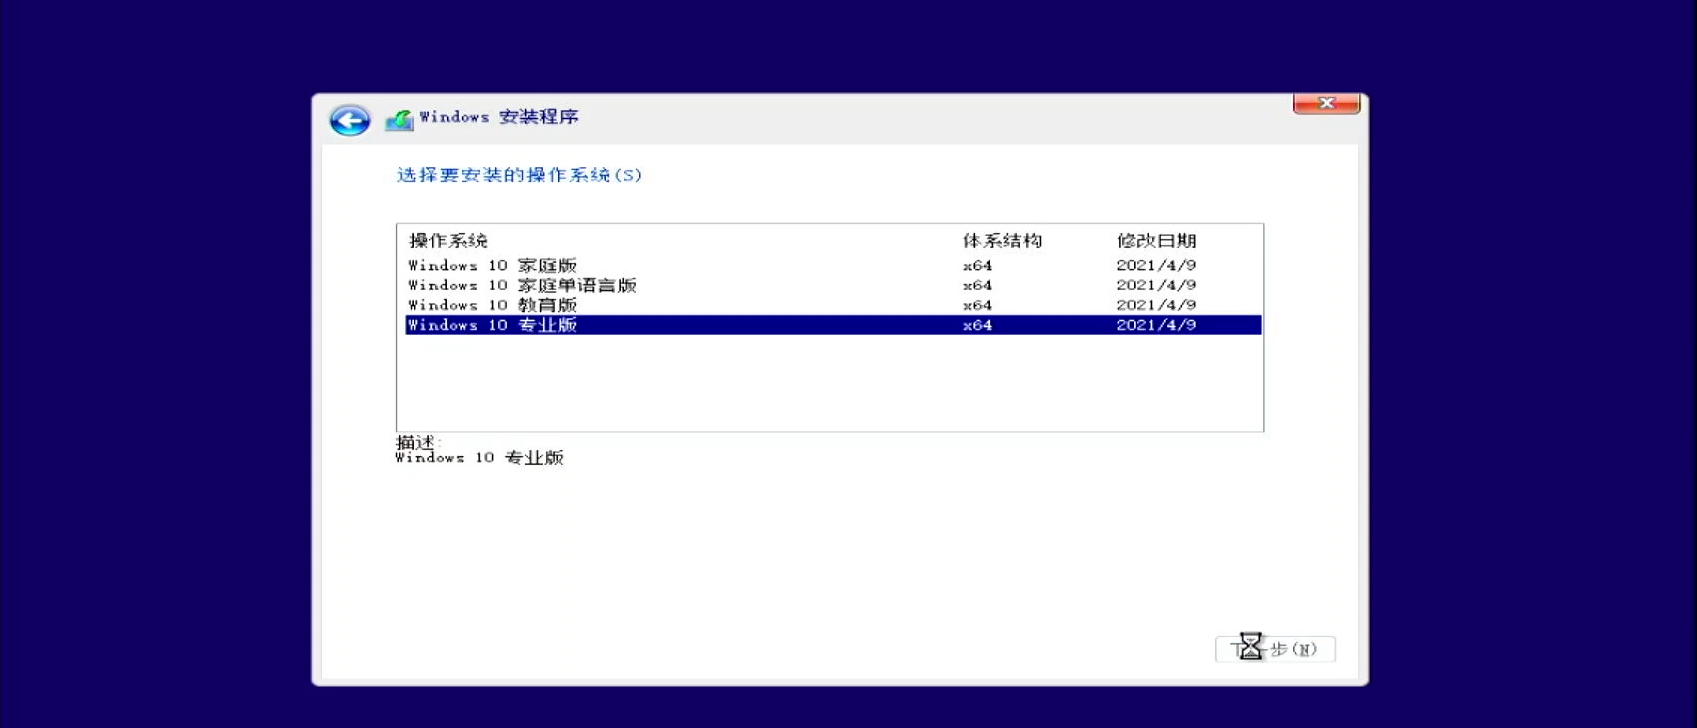 Windows 安装程序
选择要安装的操作系统(S)
操作系统 体系结构 修改日期
Windows 10 家庭版 x64 2021/4/9
Windows 10 家庭单语言版 x64 2021/4/9
Windows 10 教育版 x64 2021/4/9
Windows 10 专业版 x64 2021/4/9
描述:
Windows 10 专业版
下一步(N)